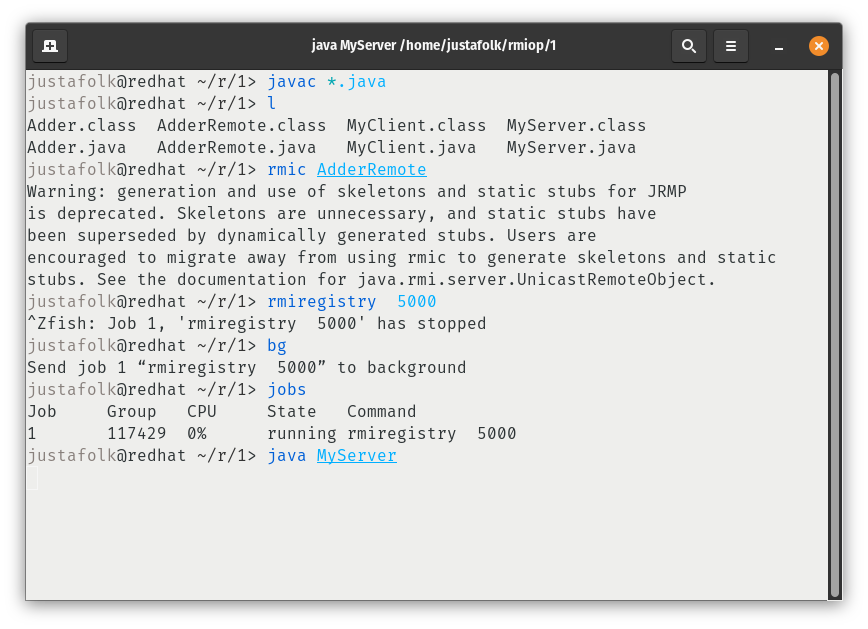 java MyServer /home/justafolk/rmiop/1
justafolk@redhat ~/r/1> javac *.java
justafolk@redhat ~/r/1> l
Adder.class  AdderRemote.class  MyClient.class  MyServer.class
Adder.java   AdderRemote.java   MyClient.java   MyServer.java
justafolk@redhat ~/r/1> rmic AdderRemote
Warning: generation and use of skeletons and static stubs for JRMP
is deprecated. Skeletons are unnecessary, and static stubs have
been superseded by dynamically generated stubs. Users are
encouraged to migrate away from using rmic to generate skeletons and static
stubs. See the documentation for java.rmi.server.UnicastRemoteObject.
justafolk@redhat ~/r/1> rmiregistry  5000
^Zfish: Job 1, 'rmiregistry  5000' has stopped
justafolk@redhat ~/r/1> bg
Send job 1 “rmiregistry  5000” to background
justafolk@redhat ~/r/1> jobs
Job     Group   CPU     State   Command
1       117429  0%      running rmiregistry  5000
justafolk@redhat ~/r/1> java MyServer